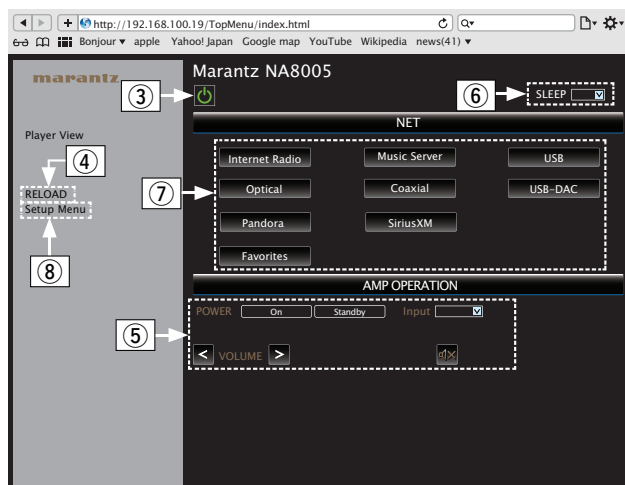 http://192.168.100.19/TopMenu/index.html
Bonjour apple Yahoo! Japan Google map YouTube Wikipedia news(41)
marantz
Marantz NA8005
③
⑥
SLEEP
NET
Player View
④
RELOAD
Setup Menu
⑧
⑦
Internet Radio Music Server USB
Optical Coaxial USB-DAC
Pandora SiriusXM
Favorites
AMP OPERATION
⑤
POWER On Standby Input
< VOLUME >